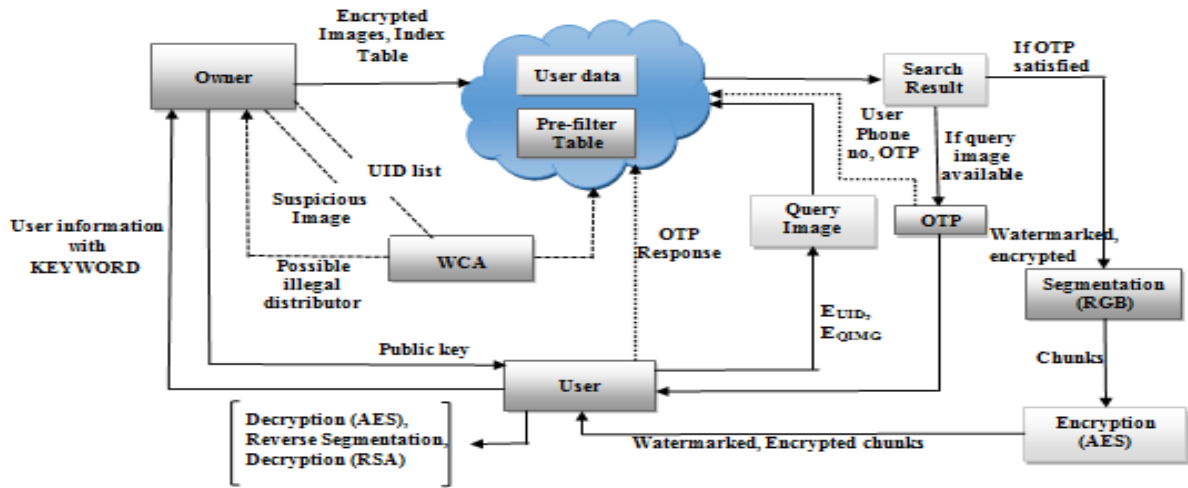 Encrypted
Images, Index
Table
Owner
User data
Pre-filter
Table
Search
Result
If OTP
satisfied
User
Phone
no, OTP
If query
image
available
UID list
Suspicious
Image
User information
with
KEYWORD
WCA
Possible
illegal
distributor
OTP
Response
Query
Image
OTP
Watermarked,
encrypted
Segmentation
(RGB)
EUID,
EQIMG
Public key
User
Chunks
Decryption (AES),
Reverse Segmentation,
Decryption (RSA)
Watermarked, Encrypted chunks
Encryption
(AES)